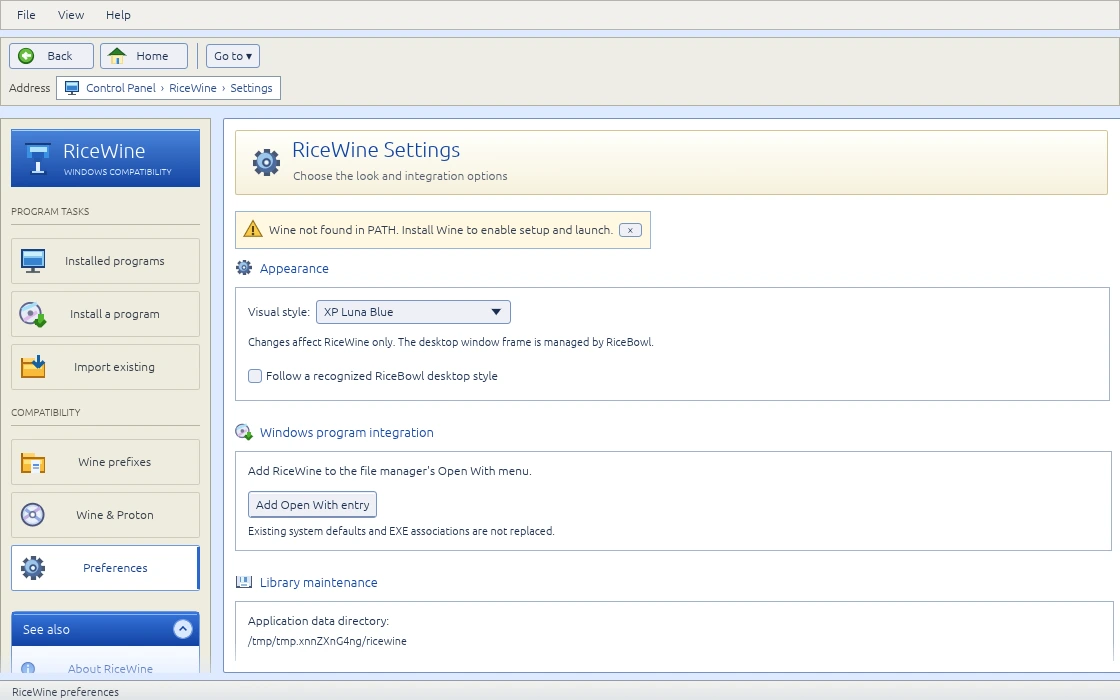 File View Help
Back Home Go to ▾
Address Control Panel › RiceWine › Settings
RiceWine
WINDOWS COMPATIBILITY
PROGRAM TASKS
Installed programs
Install a program
Import existing
COMPATIBILITY
Wine prefixes
Wine & Proton
Preferences
See also
About RiceWine
RiceWine Settings
Choose the look and integration options
Wine not found in PATH. Install Wine to enable setup and launch. x
Appearance
Visual style: XP Luna Blue
Changes affect RiceWine only. The desktop window frame is managed by RiceBowl.
Follow a recognized RiceBowl desktop style
Windows program integration
Add RiceWine to the file manager's Open With menu.
Add Open With entry
Existing system defaults and EXE associations are not replaced.
Library maintenance
Application data directory:
/tmp/tmp.xnnZXnG4ng/ricewine
RiceWine preferences